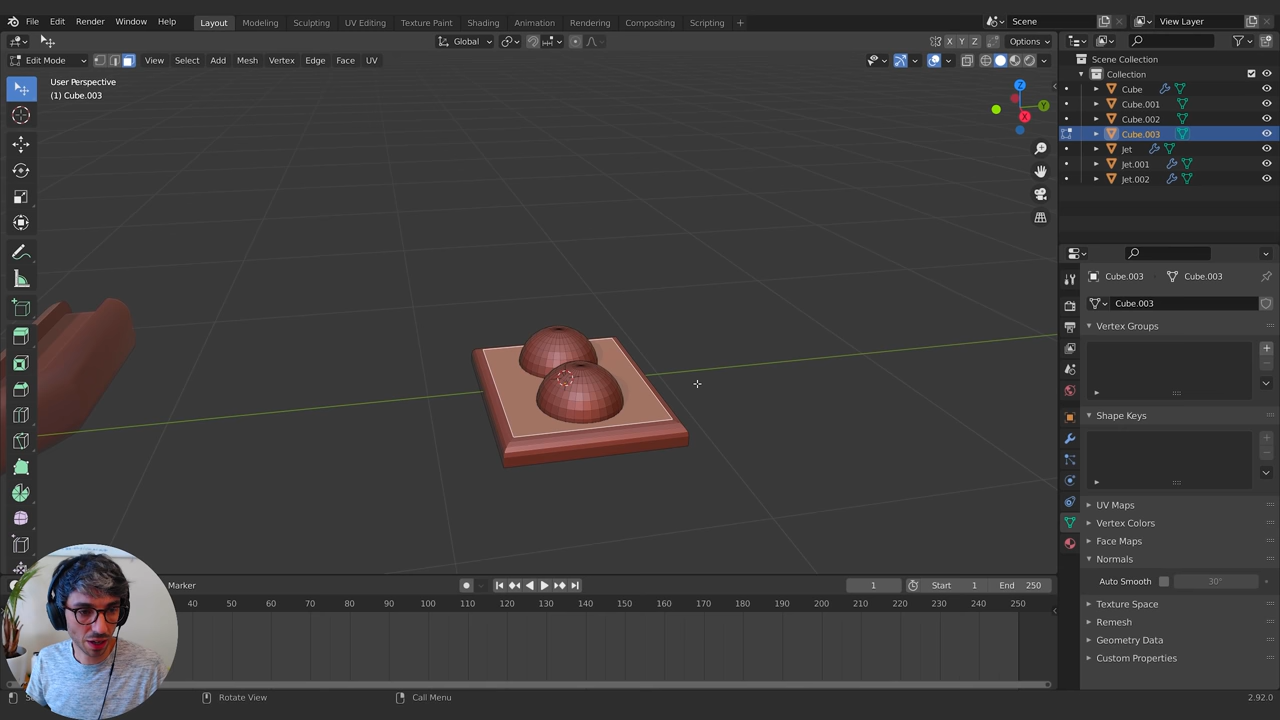 File Edit Render Window Help Layout Modeling Sculpting UV Editing Texture Paint Shading Animation Rendering Compositing Scripting + Scene View Layer
Global X Y Z Options
Edit Mode View Select Add Mesh Vertex Edge Face UV
User Perspective
(1) Cube.003
Z
Y
X
Scene Collection
Collection
Cube
Cube.001
Cube.002
Cube.003
Jet
Jet.001
Jet.002
Cube.003 Cube.003
Cube.003
Vertex Groups
Shape Keys
UV Maps
Vertex Colors
Face Maps
Normals
Auto Smooth 30°
Texture Space
Remesh
Geometry Data
Custom Properties
Marker 1 Start 1 End 250
40 50 60 70 80 90 100 110 120 130 140 150 160 170 180 190 200 210 220 230 240 250
Rotate View Call Menu 2.92.0